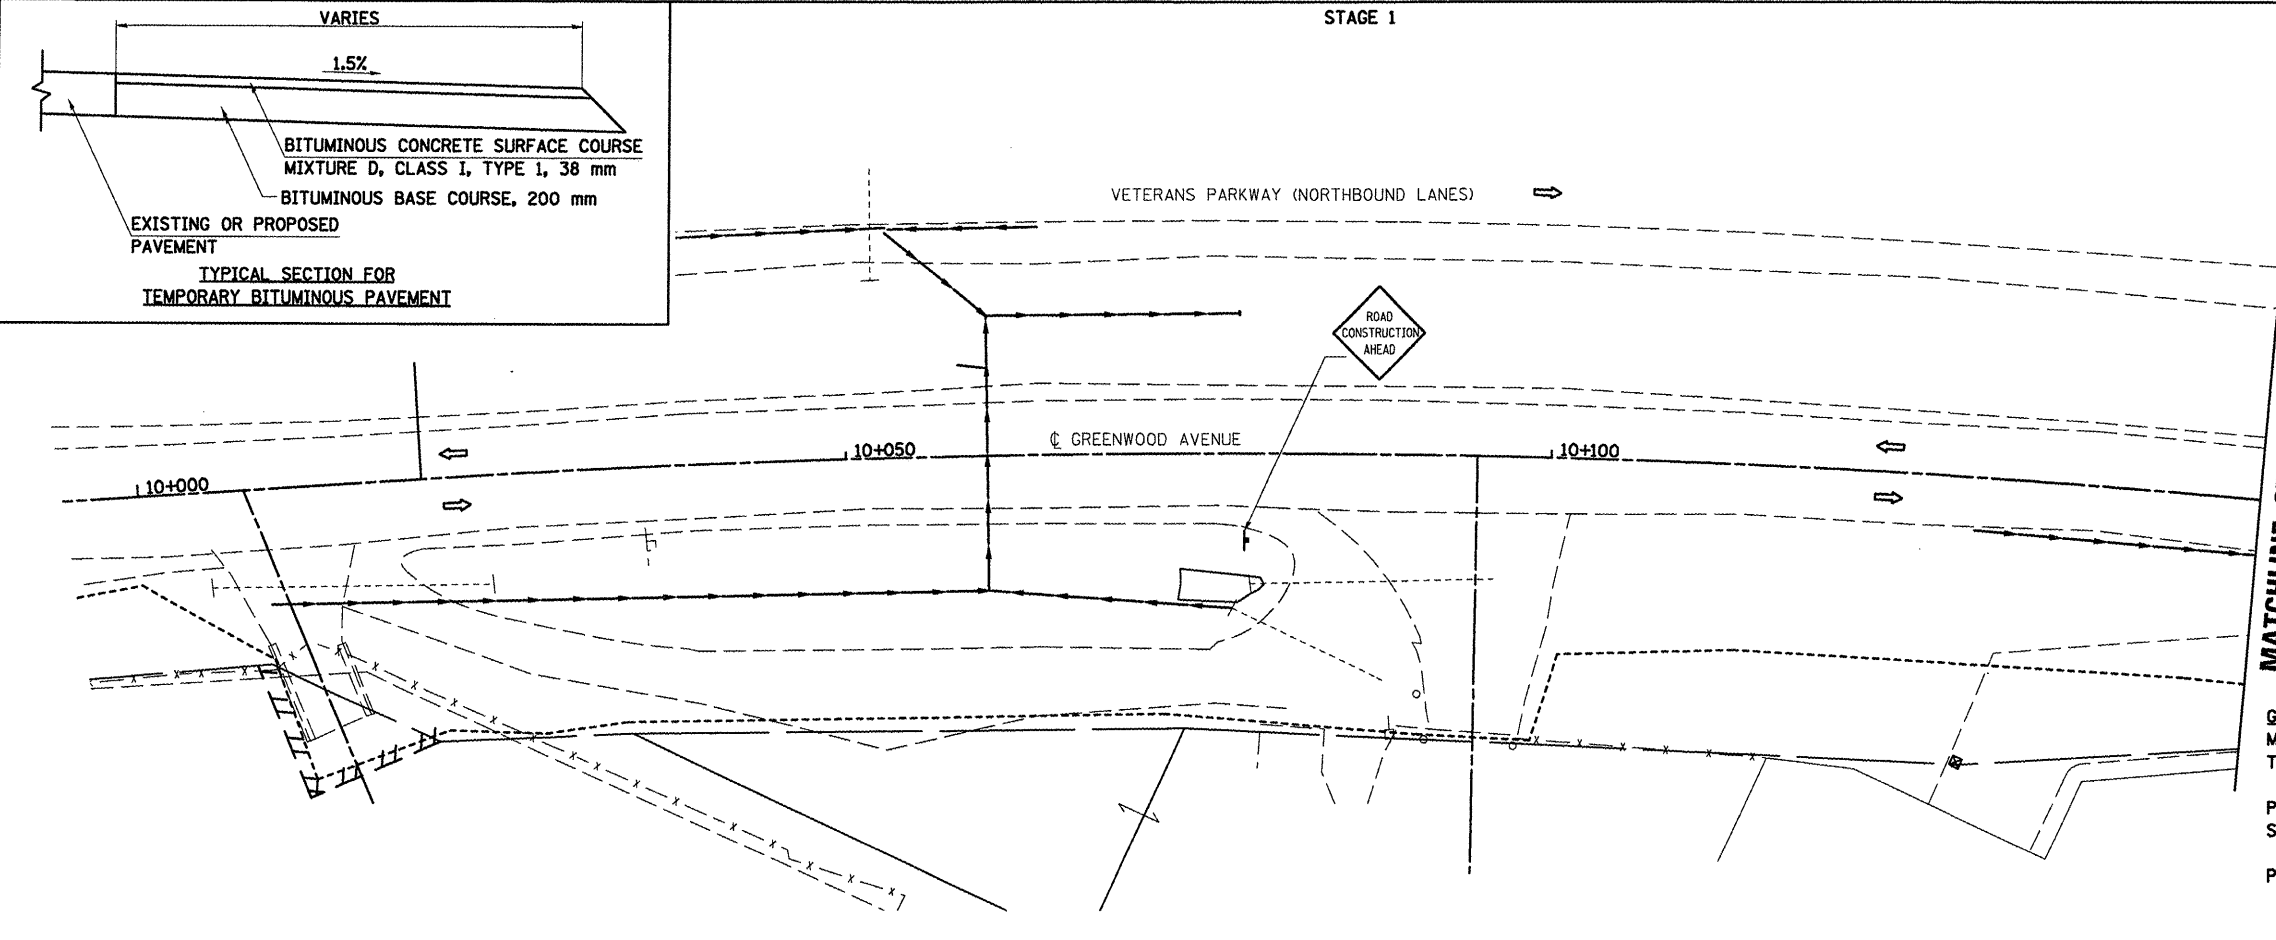 VARIES
1.5%
BITUMINOUS CONCRETE SURFACE COURSE
MIXTURE D, CLASS I, TYPE 1, 38 mm
BITUMINOUS BASE COURSE, 200 mm
EXISTING OR PROPOSED
PAVEMENT
TYPICAL SECTION FOR
TEMPORARY BITUMINOUS PAVEMENT
STAGE 1
VETERANS PARKWAY (NORTHBOUND LANES)
ROAD
CONSTRUCTION
AHEAD
℄ GREENWOOD AVENUE
10+000
10+050
10+100
G
M
T
P
S
P